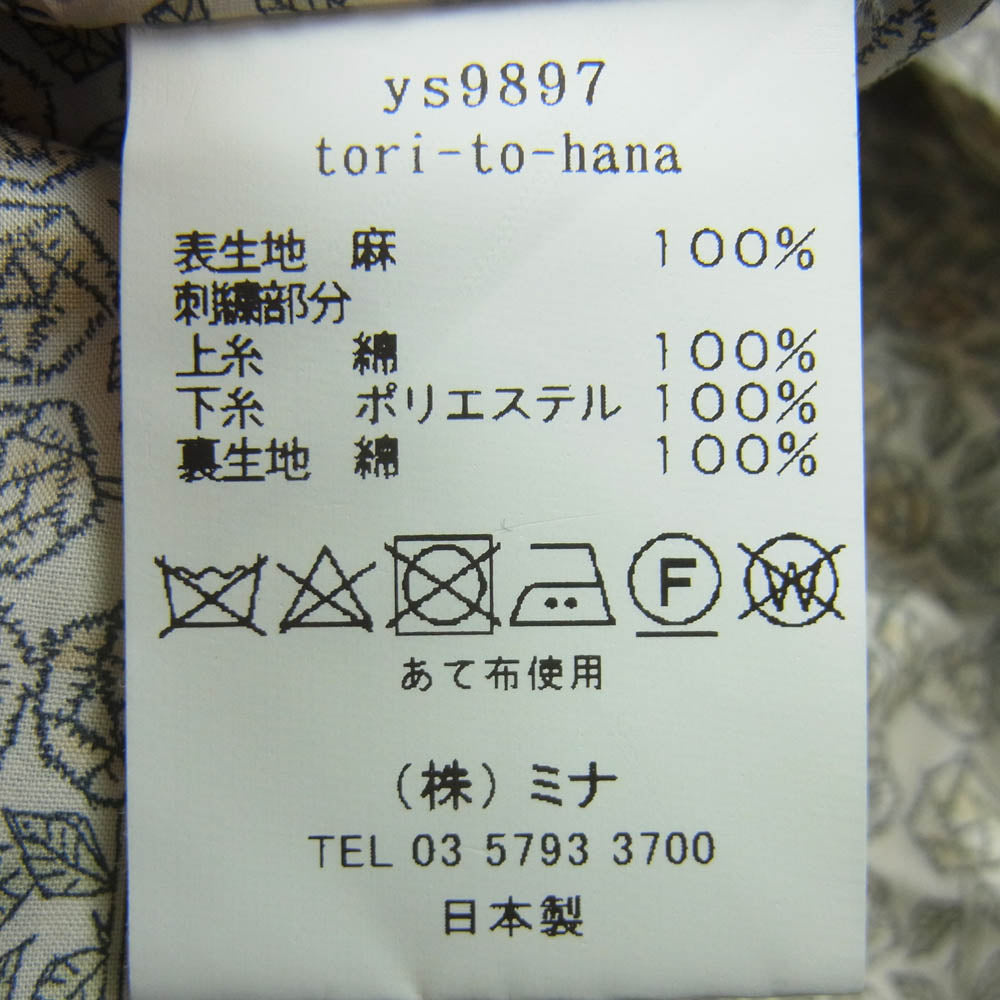 ys9897
tori-to-hana
表生地 麻 100%
刺繍部分
上糸 綿 100%
下糸 ポリエステル 100%
裏生地 綿 100%
F
W
あて布使用
(株)ミナ
TEL 03 5793 3700
日本製